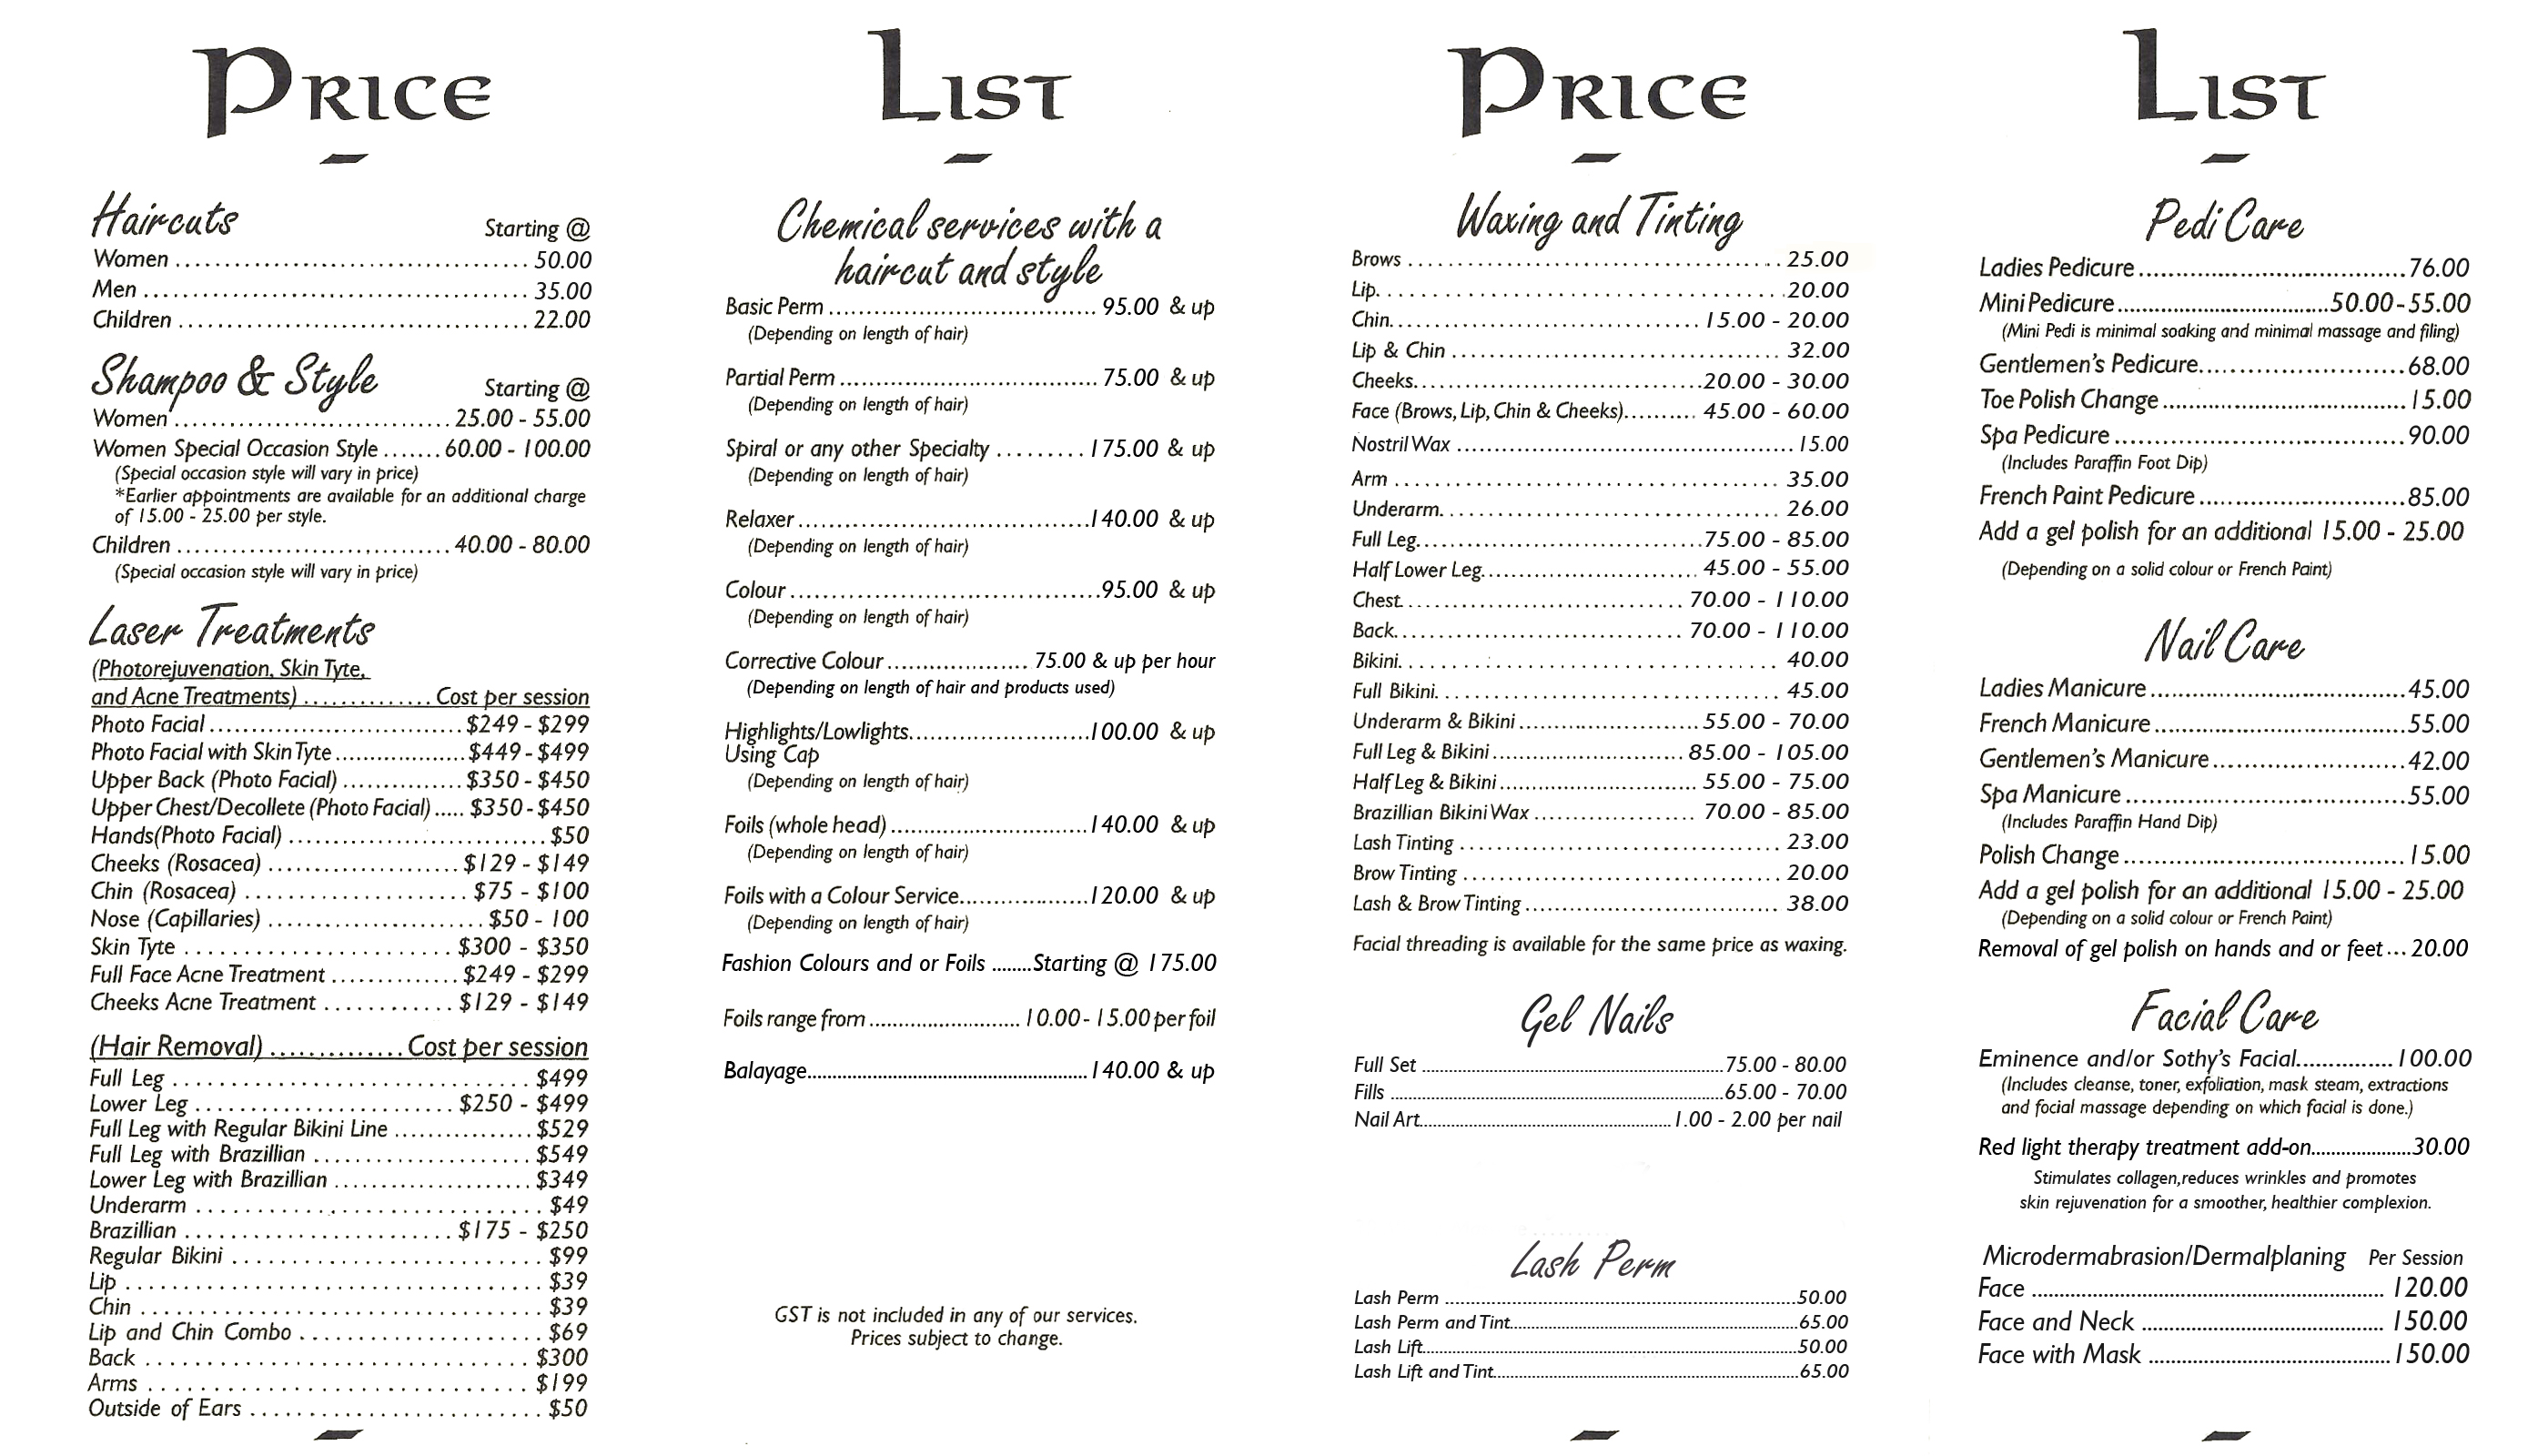 PRICE
Haircuts Starting @
Women .................................... 50.00
Men ....................................... 35.00
Children .................................... 22.00
Shampoo & Style Starting @
Women ............................ 25.00 - 55.00
Women Special Occasion Style ....... 60.00 - 100.00
(Special occasion style will vary in price)
*Earlier appointments are available for an additional charge
of 15.00 - 25.00 per style.
Children ............................ 40.00 - 80.00
(Special occasion style will vary in price)
Laser Treatments
(Photorejuvenation, Skin Tyte,
and Acne Treatments) ............. Cost per session
Photo Facial ................................ $249 - $299
Photo Facial with Skin Tyte .................... $449 - $499
Upper Back (Photo Facial) ............... $350 - $450
Upper Chest/Decollete (Photo Facial) ..... $350 - $450
Hands(Photo Facial) ........................... $50
Cheeks (Rosacea) .................... $129 - $149
Chin (Rosacea) ....................... $75 - $100
Nose (Capillaries) ....................... $50 - 100
Skin Tyte ............................ $300 - $350
Full Face Acne Treatment ............. $249 - $299
Cheeks Acne Treatment ............ $129 - $149
(Hair Removal) ............. Cost per session
Full Leg ............................... $499
Lower Leg ....................... $250 - $499
Full Leg with Regular Bikini Line ................ $529
Full Leg with Brazillian ................... $549
Lower Leg with Brazillian ................. $349
Underarm .............................. $49
Brazillian ........................ $175 - $250
Regular Bikini ........................... $99
Lip .................................... $39
Chin ................................... $39
Lip and Chin Combo ..................... $69
Back ................................. $300
Arms ................................. $199
Outside of Ears ......................... $50
LIST
Chemical services with a
haircut and style
Basic Perm ...................................... 95.00 & up
(Depending on length of hair)
Partial Perm ..................................... 75.00 & up
(Depending on length of hair)
Spiral or any other Specialty ......... 175.00 & up
(Depending on length of hair)
Relaxer .........................................140.00 & up
(Depending on length of hair)
Colour ...........................................95.00 & up
(Depending on length of hair)
Corrective Colour .................... 75.00 & up per hour
(Depending on length of hair and products used)
Highlights/Lowlights..........................100.00 & up
Using Cap
(Depending on length of hair)
Foils (whole head) ............................140.00 & up
(Depending on length of hair)
Foils with a Colour Service...................120.00 & up
(Depending on length of hair)
Fashion Colours and or Foils ........Starting @ 175.00
Foils range from .......................... 10.00- 15.00 per foil
Balayage..................................................... 140.00 & up
GST is not included in any of our services.
Prices subject to change.
PRICE
Waxing and Tinting
Brows ...................................... 25.00
Lip. ........................................20.00
Chin................................ 15.00 - 20.00
Lip & Chin .................................. 32.00
Cheeks..................................20.00 - 30.00
Face (Brows, Lip, Chin & Cheeks).......... 45.00 - 60.00
Nostril Wax ............................................... 15.00
Arm ........................................ 35.00
Underarm. ................................... 26.00
Full Leg...................................75.00 - 85.00
Half Lower Leg............................ 45.00 - 55.00
Chest............................... 70.00 - 110.00
Back................................ 70.00 - 110.00
Bikini. ....................................... 40.00
Full Bikini. .................................... 45.00
Underarm & Bikini ........................ 55.00 - 70.00
Full Leg & Bikini ......................... 85.00 - 105.00
Half Leg & Bikini .......................... 55.00 - 75.00
Brazillian Bikini Wax .................... 70.00 - 85.00
Lash Tinting .................................. 23.00
Brow Tinting .................................. 20.00
Lash & Brow Tinting ................................ 38.00
Facial threading is available for the same price as waxing.
Gel Nails
Full Set .........................................................75.00 - 80.00
Fills ..............................................................65.00 - 70.00
Nail Art................................................1.00 - 2.00 per nail
Lash Perm
Lash Perm ......................................................................50.00
Lash Perm and Tint.........................................................65.00
Lash Lift..........................................................................50.00
Lash Lift and Tint.............................................................65.00
LIST
Pedi Care
Ladies Pedicure ......................................76.00
Mini Pedicure ..............................50.00-55.00
(Mini Pedi is minimal soaking and minimal massage and filing)
Gentlemen's Pedicure.............................68.00
Toe Polish Change ..................................15.00
Spa Pedicure .........................................90.00
(Includes Paraffin Foot Dip)
French Paint Pedicure .............................85.00
Add a gel polish for an additional 15.00 - 25.00
(Depending on a solid colour or French Paint)
Nail Care
Ladies Manicure ....................................45.00
French Manicure ...................................55.00
Gentlemen's Manicure ...........................42.00
Spa Manicure .......................................55.00
(Includes Paraffin Hand Dip)
Polish Change ........................................ 15.00
Add a gel polish for an additional 15.00 - 25.00
(Depending on a solid colour or French Paint)
Removal of gel polish on hands and or feet ... 20.00
Facial Care
Eminence and/or Sothy's Facial............... 100.00
(Includes cleanse, toner, exfoliation, mask steam, extractions
and focial massage depending on which facial is done.)
Red light therapy treatment add-on.....................30.00
Stimulates collagen,reduces wrinkles and promotes
skin rejuvenation for a smoother, healthier complexion.
Microdermabrasion/Dermalplaning Per Session
Face ................................................................ 120.00
Face and Neck ............................................ 150.00
Face with Mask ........................................... 150.00